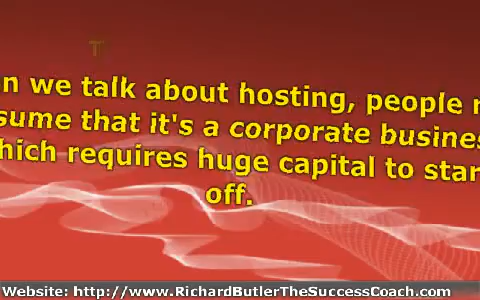 T
n we talk about hosting, people
sume that it's a corporate busines
hich requires huge capital to star
off.
Website: http://www.RichardButlerTheSuccessCoach.com